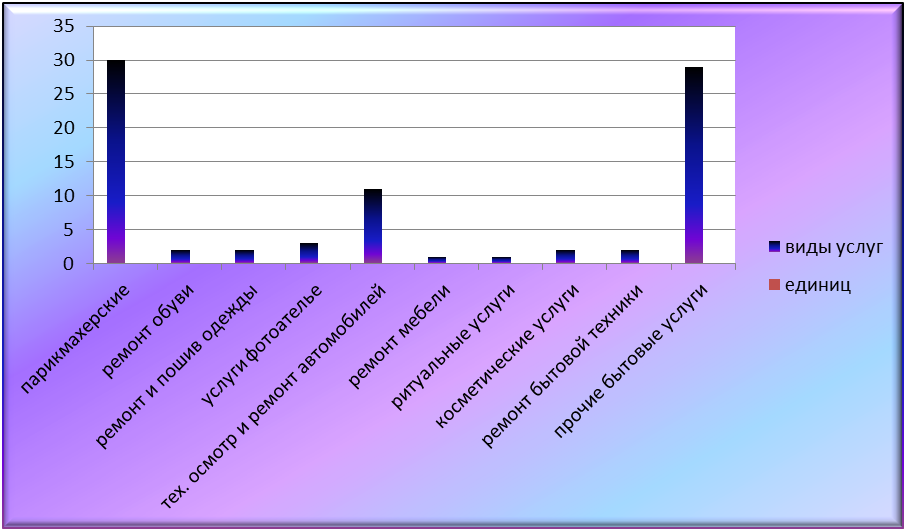 35
30
25
20
15
10
5
0
парикмахерские
ремонт обуви
ремонт и пошив одежды
услуги фотоателье
тех. осмотр и ремонт автомобилей
ремонт мебели
ритуальные услуги
косметические услуги
ремонт бытовой техники
прочие бытовые услуги
виды услуг
единиц